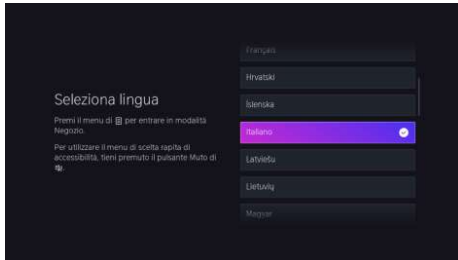 Seleziona lingua
Premi il menu di per entrare in modalità
Negozio.
Per utilizzare il menu di scelta rapida di
accessibilità, tieni premuto il pulsante Muto di
.
Français
Hrvatski
Íslenska
Italiano
Latviešu
Lietuvių
Magyar